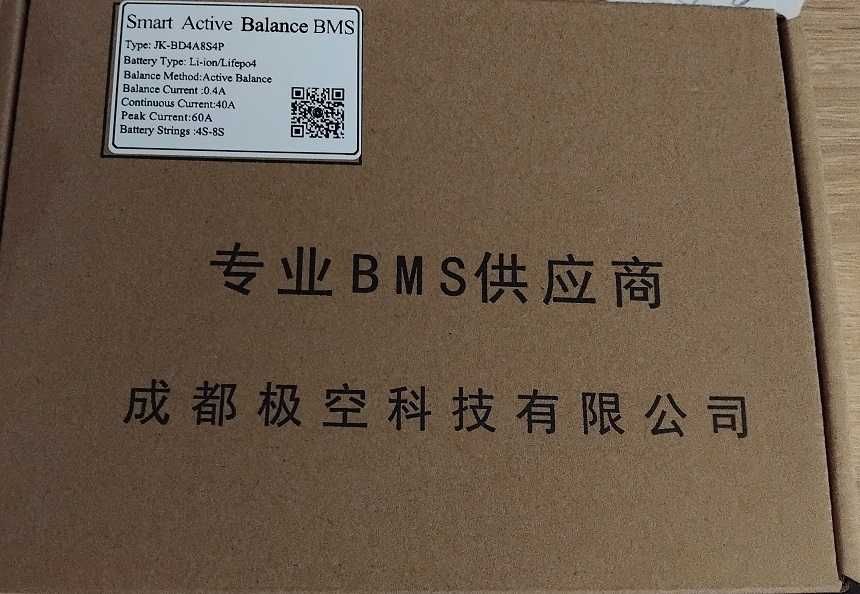 Smart Active Balance BMS
Type: JK-BD4A8S4P
Battery Type: Li-ion/Lifepo4
Balance Method:Active Balance
Balance Current :0.4A
Continuous Current:40A
Peak Current:60A
Battery Strings :4S-8S
专业BMS供应商
成都极空科技有限公司